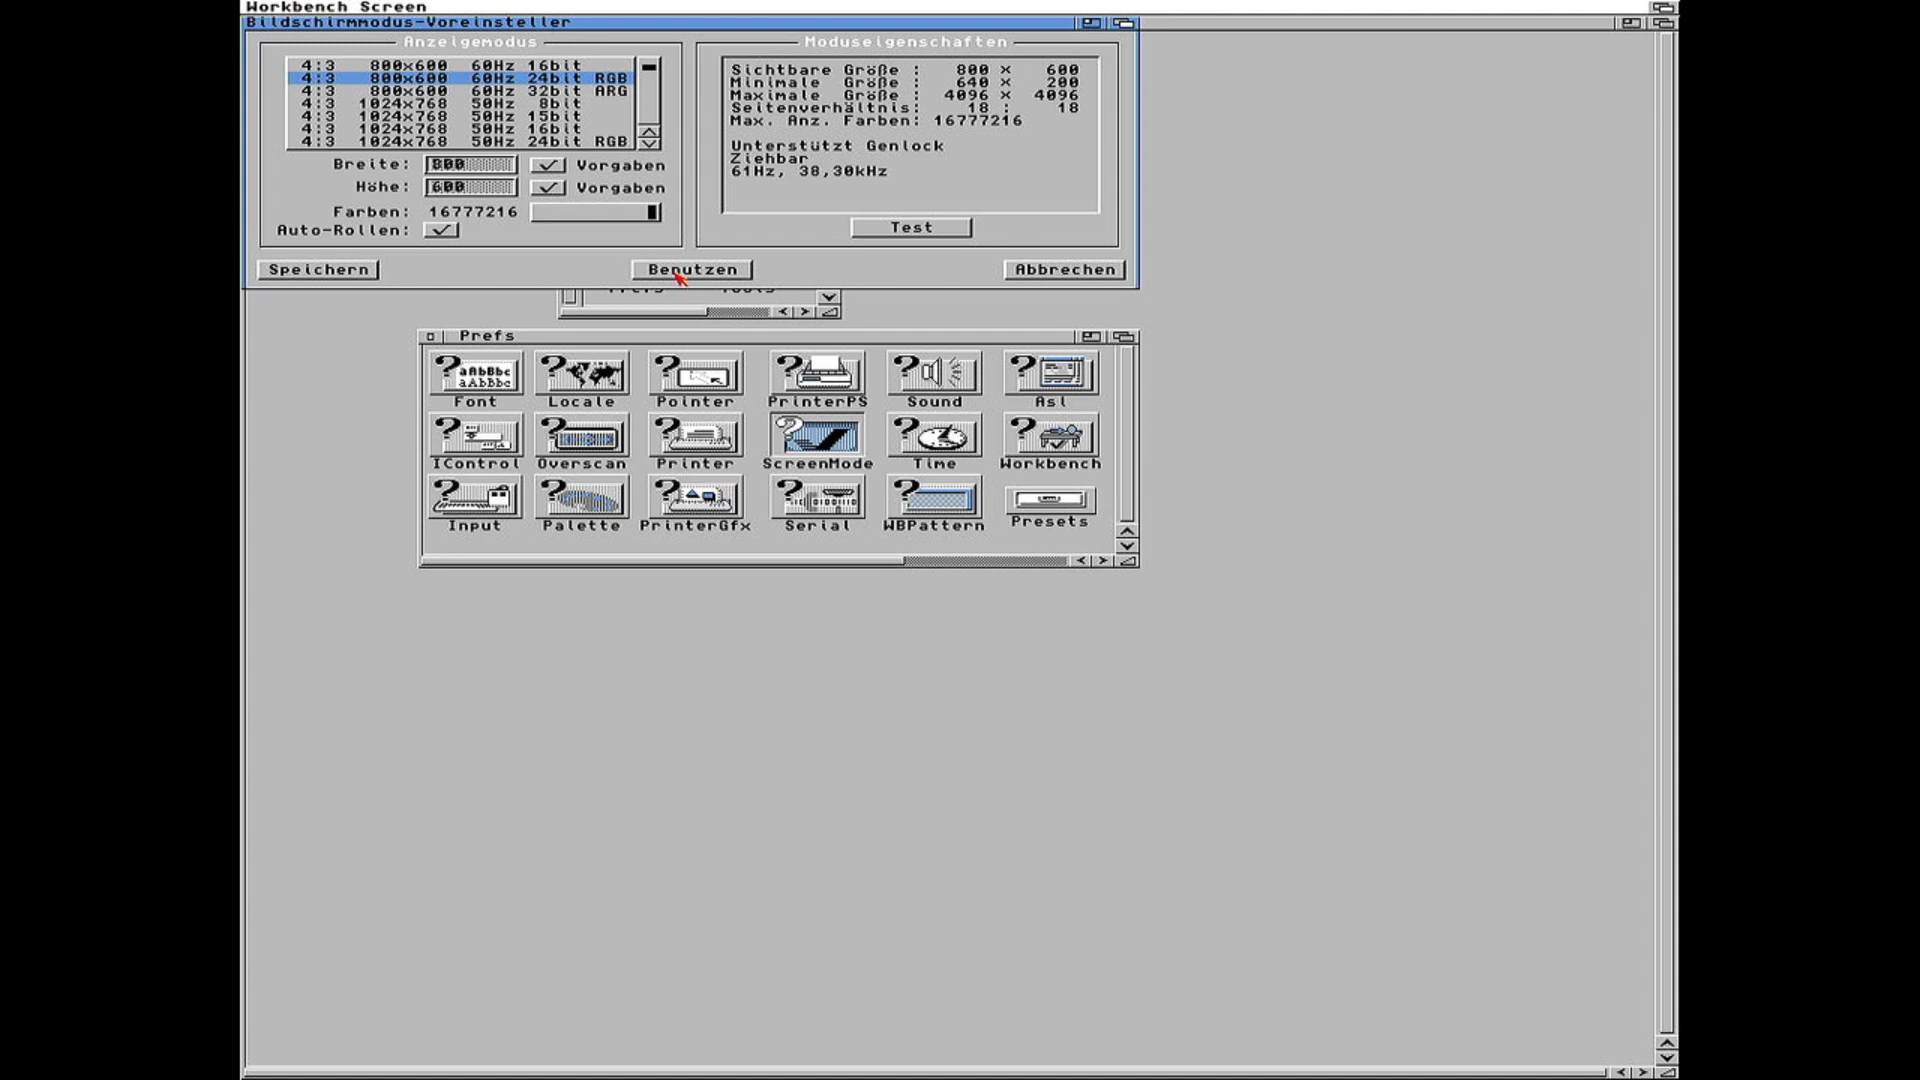 Workbench Screen
Bildschirmmodus-Voreinsteller
Anzeigemodus
4:3 800x600 60Hz 16bit
4:3 800x600 60Hz 24bit RGB
4:3 800x600 60Hz 32bit ARG
4:3 1024x768 50Hz 8bit
4:3 1024x768 50Hz 15bit
4:3 1024x768 50Hz 16bit
4:3 1024x768 50Hz 24bit RGB
Breite: 800 Vorgaben
Höhe: 600 Vorgaben
Farben: 16777216
Auto-Rollen:
Moduseigenschaften
Sichtbare Größe : 800 x 600
Minimale Größe : 640 x 200
Maximale Größe : 4096 x 4096
Seitenverhältnis: 18 : 18
Max. Anz. Farben: 16777216
Unterstützt Genlock
Ziehbar
61Hz, 38,30kHz
Test
Speichern Benutzen Abbrechen
Prefs Tools
Prefs
Font Locale Pointer PrinterPS Sound Asl
IControl Overscan Printer ScreenMode Time Workbench
Input Palette PrinterGfx Serial WBPattern Presets